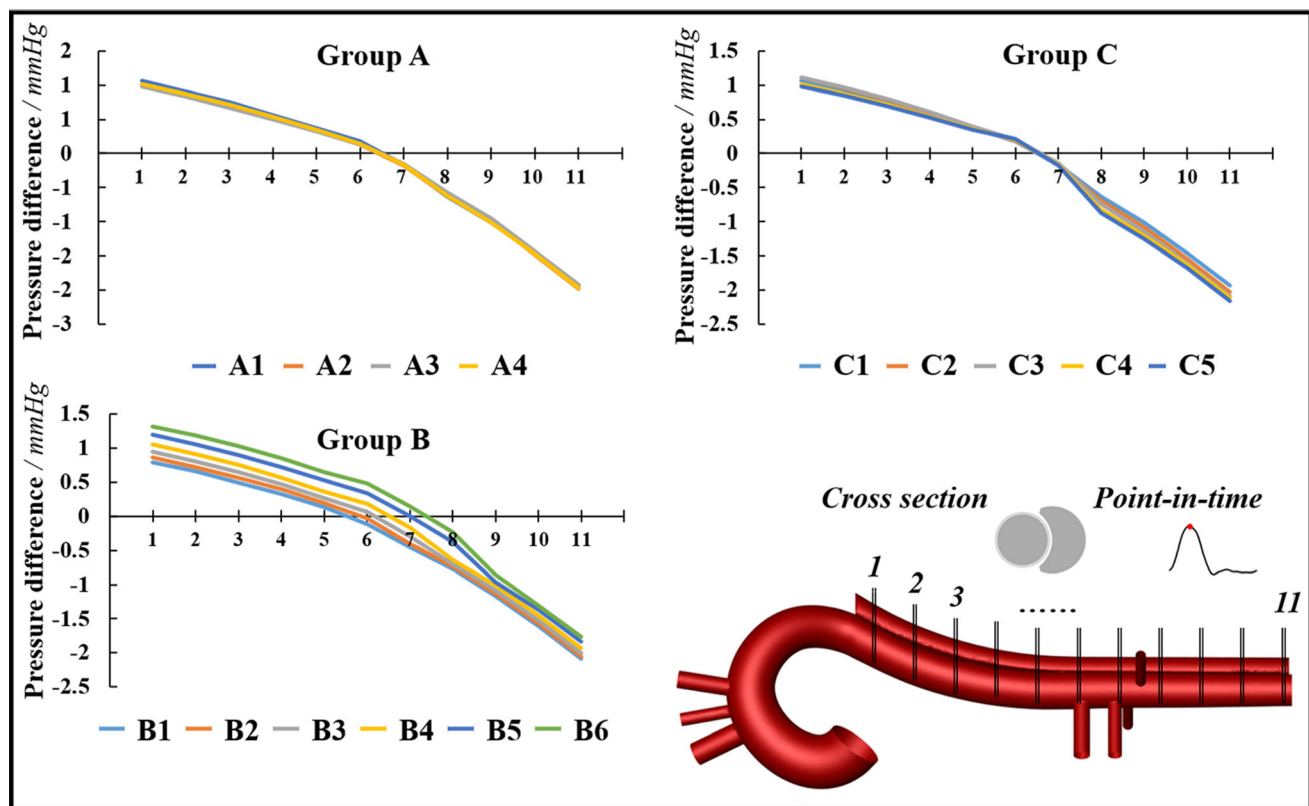 Group A
Pressure difference / mmHg
2
1
1
0
-1
-1
-2
-2
-3
1 2 3 4 5 6 7 8 9 10 11
A1 A2 A3 A4
Group C
Pressure difference / mmHg
1.5
1
0.5
0
-0.5
-1
-1.5
-2
-2.5
1 2 3 4 5 6 7 8 9 10 11
C1 C2 C3 C4 C5
Group B
Pressure difference / mmHg
1.5
1
0.5
0
-0.5
-1
-1.5
-2
-2.5
1 2 3 4 5 6 7 8 9 10 11
B1 B2 B3 B4 B5 B6
Cross section Point-in-time
1 2 3 ...... 11